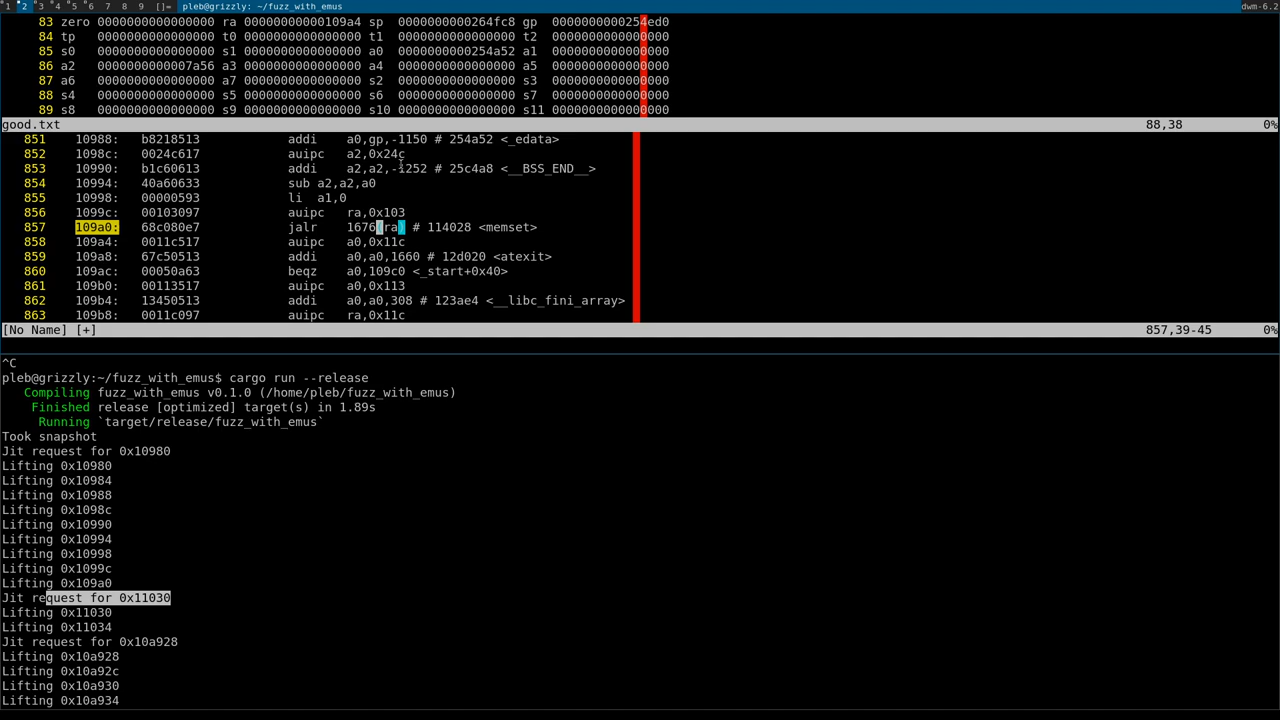 1 2 3 4 5 6 7 8 9 []= pleb@grizzly: ~/fuzz_with_emus dwm-6.2
83 zero 0000000000000000 ra 00000000000109a4 sp 0000000000264fc8 gp 0000000000254ed0
84 tp 0000000000000000 t0 0000000000000000 t1 0000000000000000 t2 0000000000000000
85 s0 0000000000000000 s1 0000000000000000 a0 0000000000254a52 a1 0000000000000000
86 a2 0000000000007a56 a3 0000000000000000 a4 0000000000000000 a5 0000000000000000
87 a6 0000000000000000 a7 0000000000000000 s2 0000000000000000 s3 0000000000000000
88 s4 0000000000000000 s5 0000000000000000 s6 0000000000000000 s7 0000000000000000
89 s8 0000000000000000 s9 0000000000000000 s10 0000000000000000 s11 0000000000000000
good.txt 88,38 0%
851 10988: b8218513 addi a0,gp,-1150 # 254a52 <_edata>
852 1098c: 0024c617 auipc a2,0x24c
853 10990: b1c60613 addi a2,a2,-1252 # 25c4a8 <__BSS_END__>
854 10994: 40a60633 sub a2,a2,a0
855 10998: 00000593 li a1,0
856 1099c: 00103097 auipc ra,0x103
857 109a0: 68c080e7 jalr 1676(ra) # 114028 <memset>
858 109a4: 0011c517 auipc a0,0x11c
859 109a8: 67c50513 addi a0,a0,1660 # 12d020 <atexit>
860 109ac: 00050a63 beqz a0,109c0 <_start+0x40>
861 109b0: 00113517 auipc a0,0x113
862 109b4: 13450513 addi a0,a0,308 # 123ae4 <__libc_fini_array>
863 109b8: 0011c097 auipc ra,0x11c
[No Name] [+] 857,39-45 0%
^C
pleb@grizzly:~/fuzz_with_emus$ cargo run --release
Compiling fuzz_with_emus v0.1.0 (/home/pleb/fuzz_with_emus)
Finished release [optimized] target(s) in 1.89s
Running `target/release/fuzz_with_emus`
Took snapshot
Jit request for 0x10980
Lifting 0x10980
Lifting 0x10984
Lifting 0x10988
Lifting 0x1098c
Lifting 0x10990
Lifting 0x10994
Lifting 0x10998
Lifting 0x1099c
Lifting 0x109a0
Jit request for 0x11030
Lifting 0x11030
Lifting 0x11034
Jit request for 0x10a928
Lifting 0x10a928
Lifting 0x10a92c
Lifting 0x10a930
Lifting 0x10a934